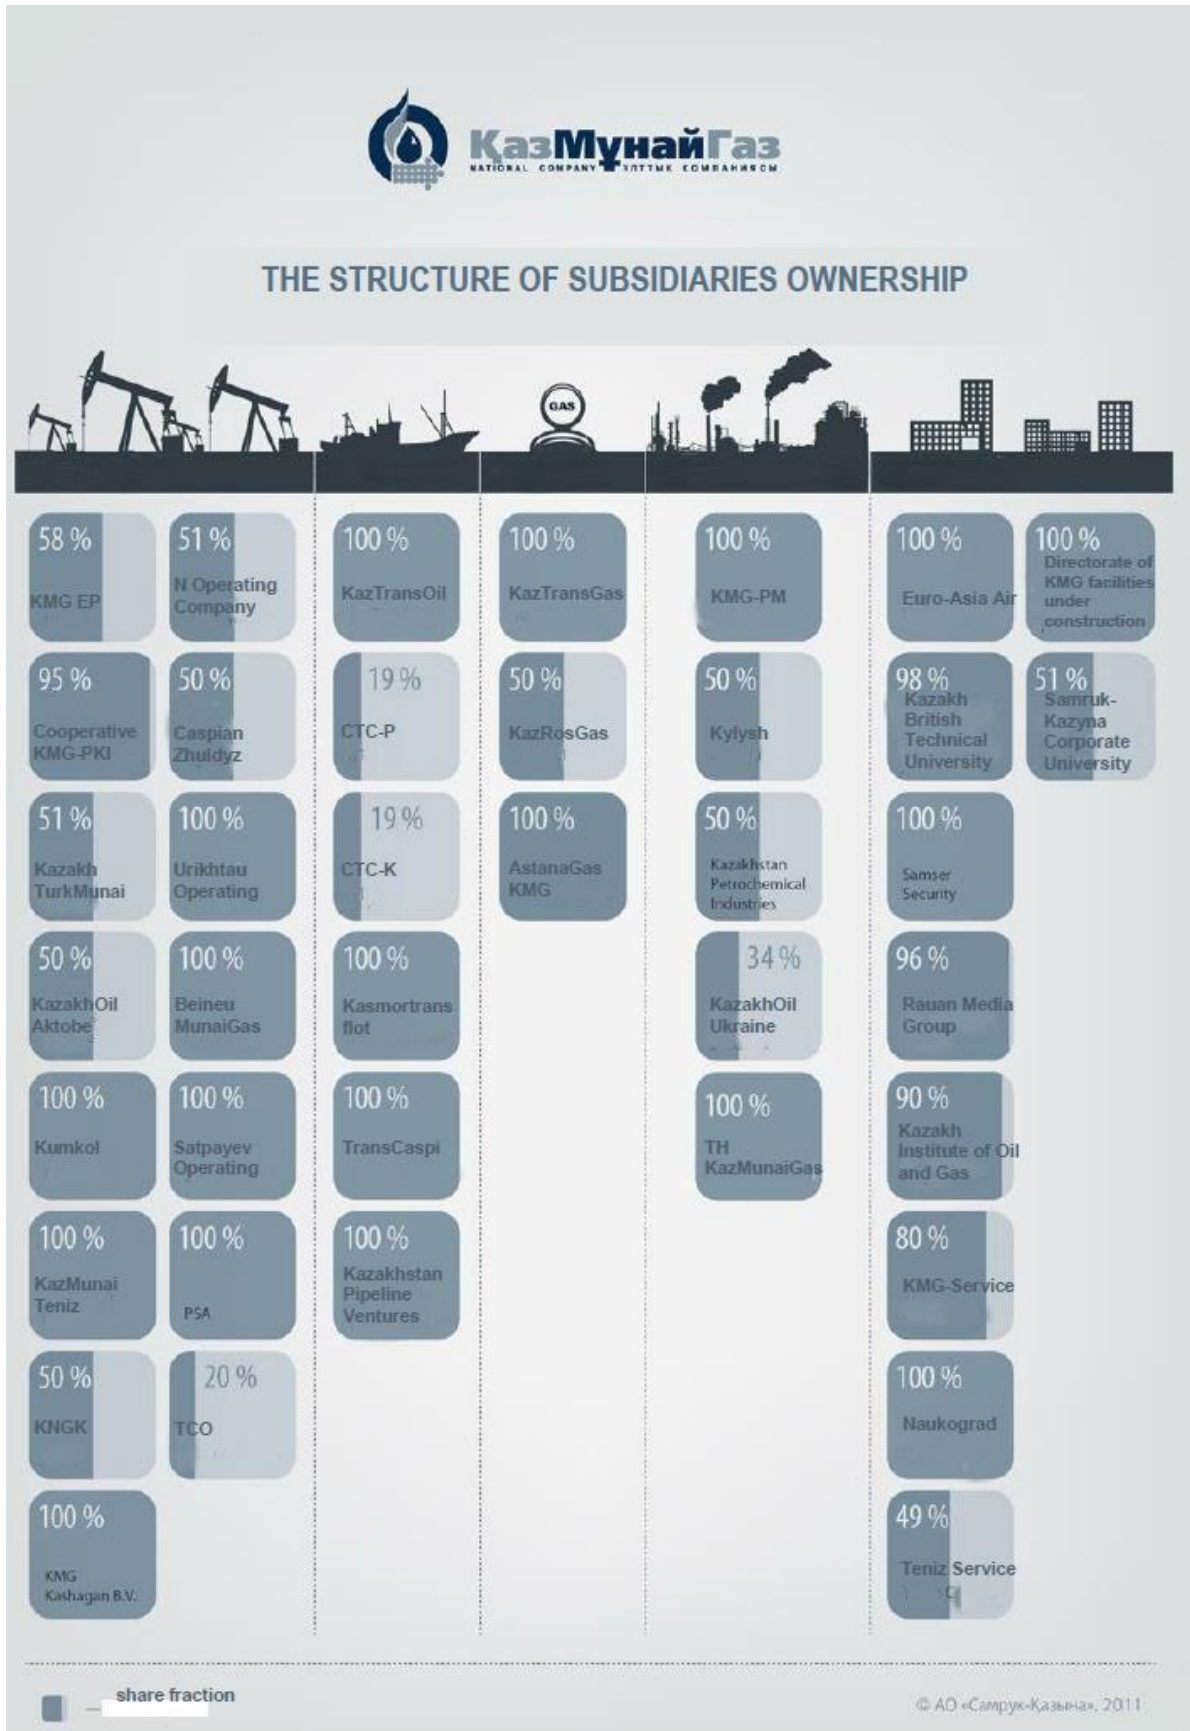 ҚазМұнайГаз
NATIONAL COMPANY ҰЛТТЫҚ КОМПАНИЯСЫ
THE STRUCTURE OF SUBSIDIARIES OWNERSHIP
GAS
58 %
KMG EP
51 %
N Operating
Company
95 %
Cooperative
KMG-PKI
50 %
Caspian
Zhuldyz
51 %
Kazakh
TurkMunai
100 %
Urikhtau
Operating
50 %
KazakhOil
Aktobe
100 %
Beineu
MunaiGas
100 %
Kumkol
100 %
Satpayev
Operating
100 %
KazMunai
Teniz
100 %
PSA
50 %
KNGK
20 %
TCO
100 %
KMG
Kashagan B.V.
100 %
KazTransOil
19 %
CTC-P
19 %
CTC-K
100 %
Kasmortrans
flot
100 %
TransCaspi
100 %
Kazakhstan
Pipeline
Ventures
100 %
KazTransGas
50 %
KazRosGas
100 %
AstanaGas
KMG
100 %
KMG-PM
50 %
Kylysh
50 %
Kazakhstan
Petrochemical
Industries
34 %
KazakhOil
Ukraine
100 %
TH
KazMunaiGas
100 %
Euro-Asia Air
100 %
Directorate of
KMG facilities
under
construction
98 %
Kazakh
British
Technical
University
51 %
Samruk-
Kazyna
Corporate
University
100 %
Samser
Security
96 %
Rauan Media
Group
90 %
Kazakh
Institute of Oil
and Gas
80 %
KMG-Service
100 %
Naukograd
49 %
Teniz Service
— share fraction
© АО «Самрук-Қазына», 2011